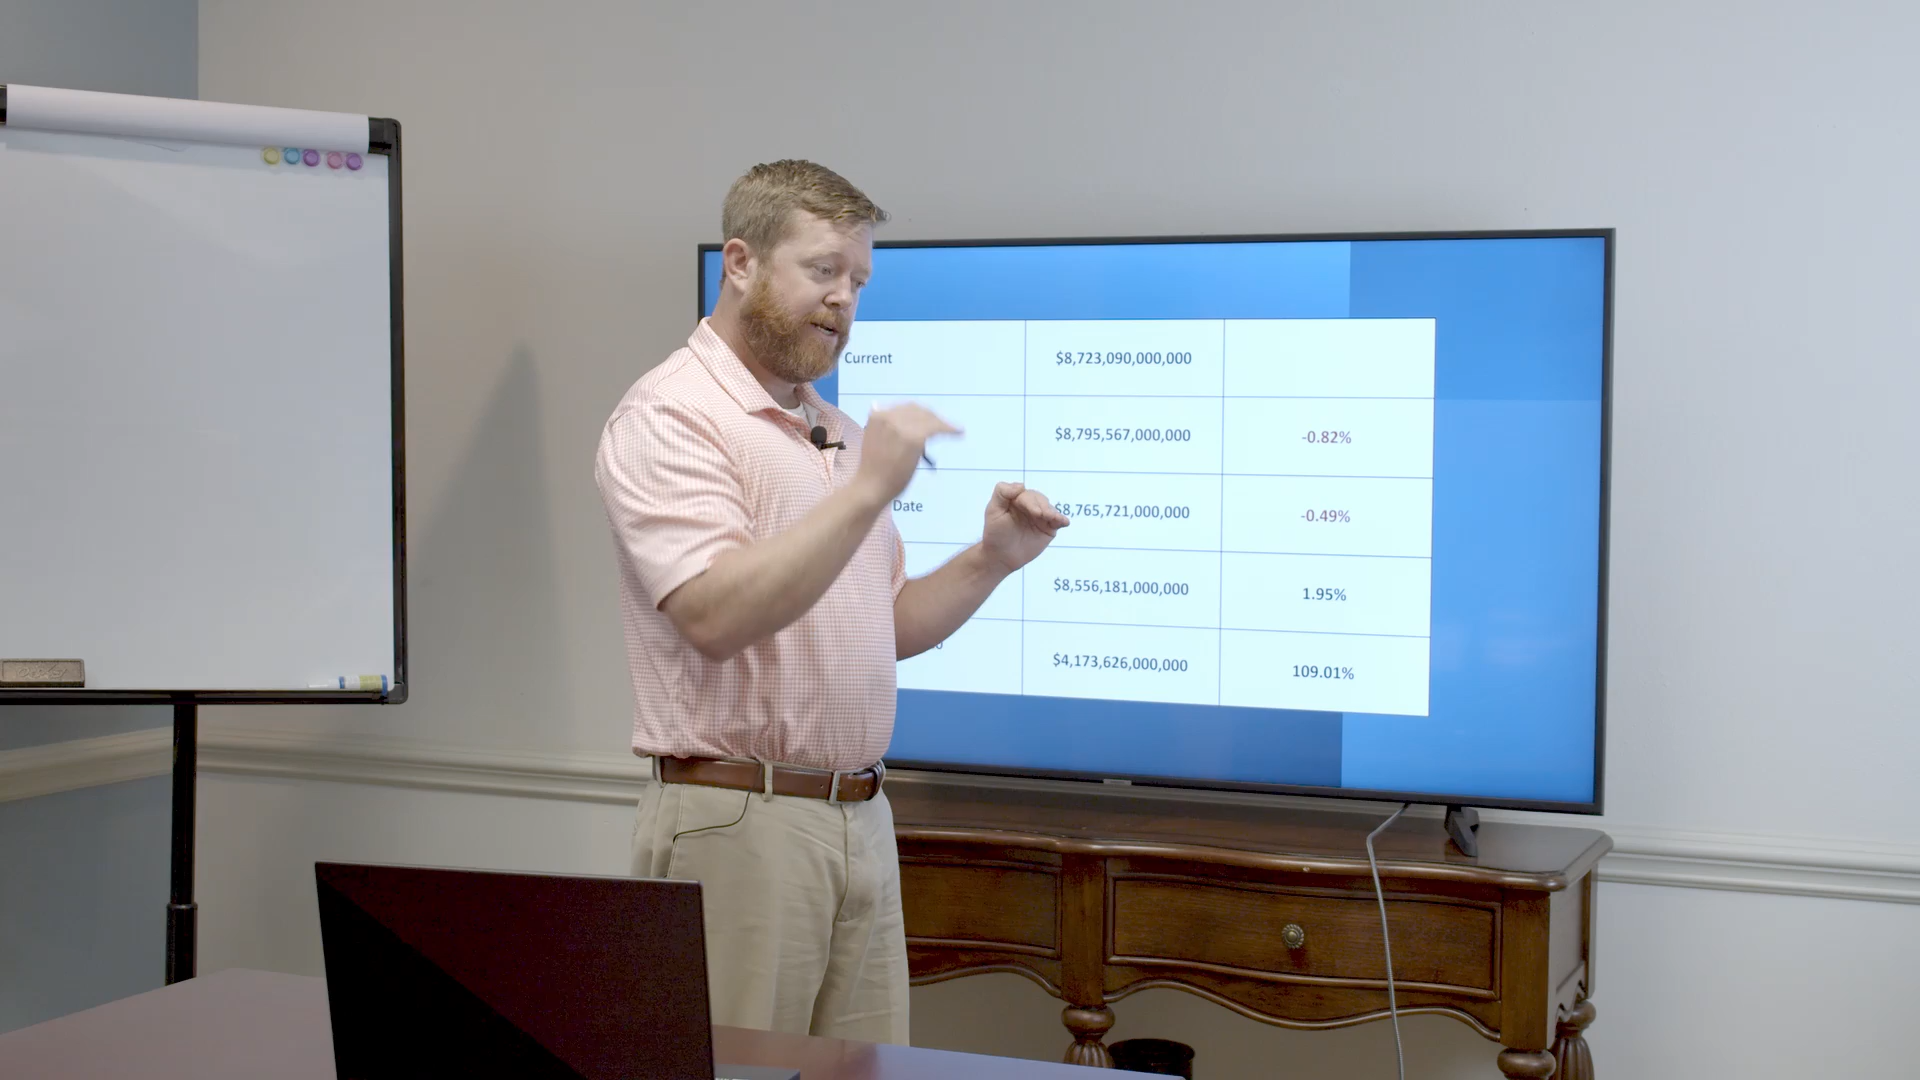 Current $8,723,090,000,000
$8,795,567,000,000 -0.82%
Date $8,765,721,000,000 -0.49%
$8,556,181,000,000 1.95%
$4,173,626,000,000 109.01%